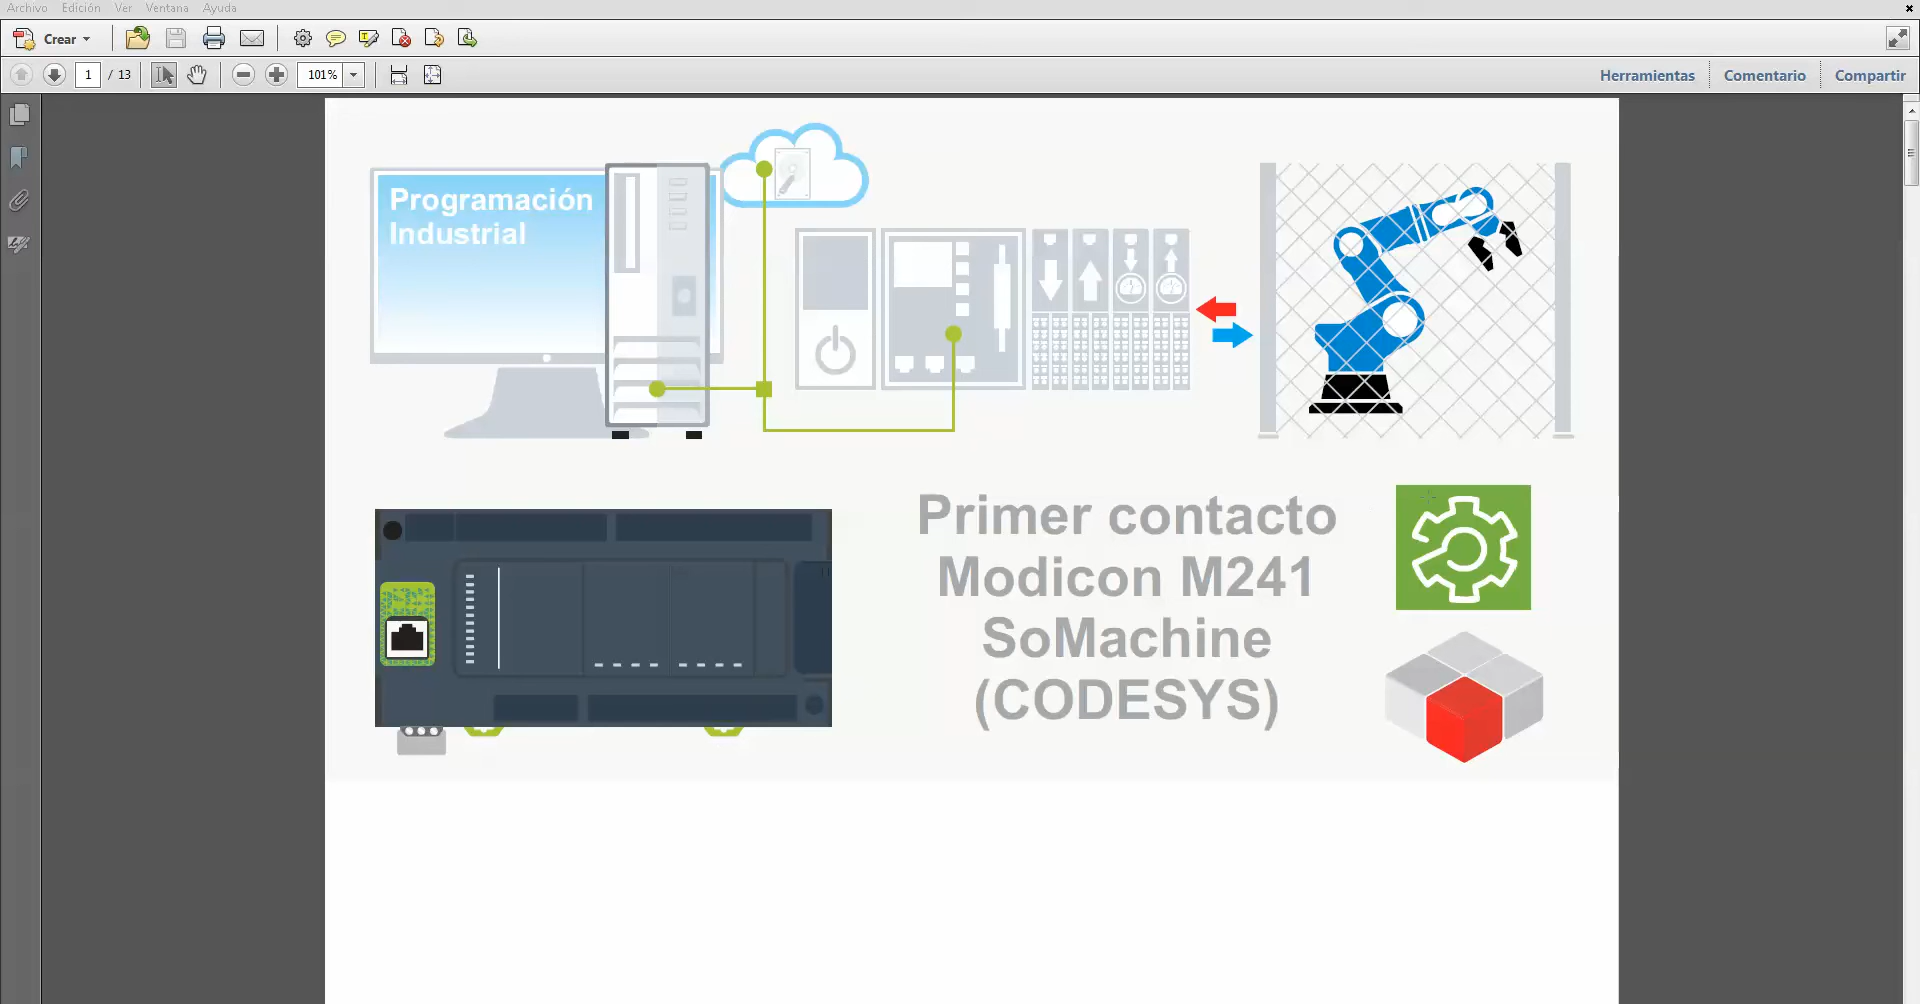 Archivo Edición Ver Ventana Ayuda
Crear
1 / 13
101%
Herramientas Comentario Compartir
Programación
Industrial
Primer contacto
Modicon M241
SoMachine
(CODESYS)